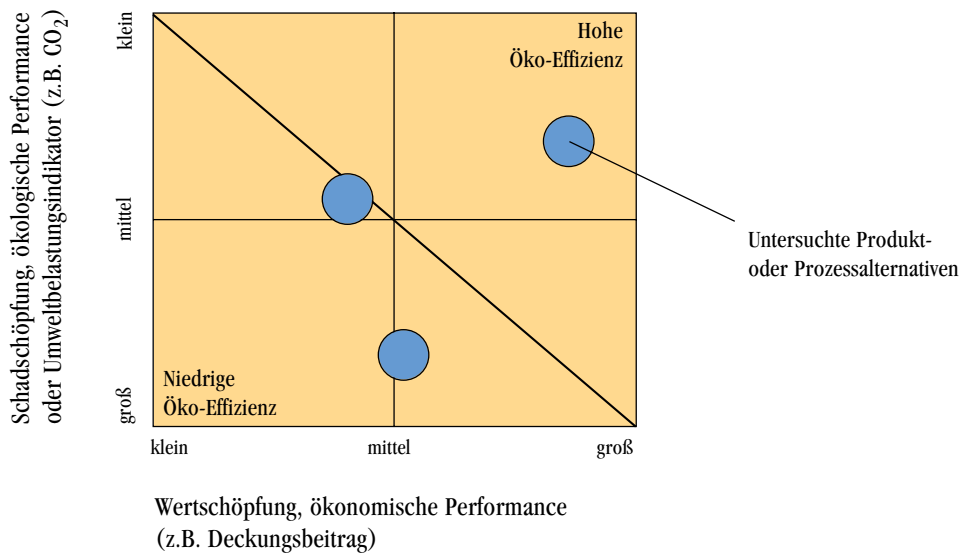 Schadschöpfung, ökologische Performance
oder Umweltbelastungsindikator (z.B. CO₂)
klein
mittel
groß
Hohe
Öko-Effizienz
Untersuchte Produkt-
oder Prozessalternativen
Niedrige
Öko-Effizienz
klein
mittel
groß
Wertschöpfung, ökonomische Performance
(z.B. Deckungsbeitrag)